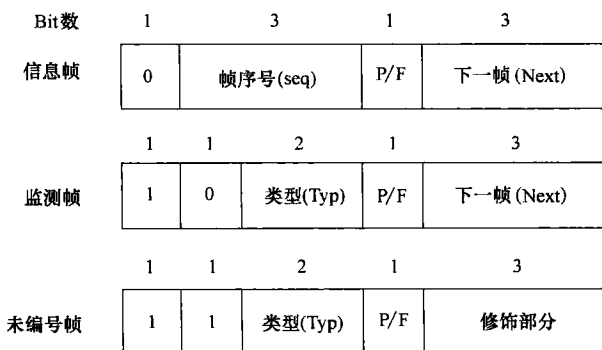 Bit数 1 3 1 3
信息帧 0 帧序号(seq) P/F 下一帧(Next)
1 1 2 1 3
监测帧 1 0 类型(Typ) P/F 下一帧(Next)
1 1 2 1 3
未编号帧 1 1 类型(Typ) P/F 修饰部分